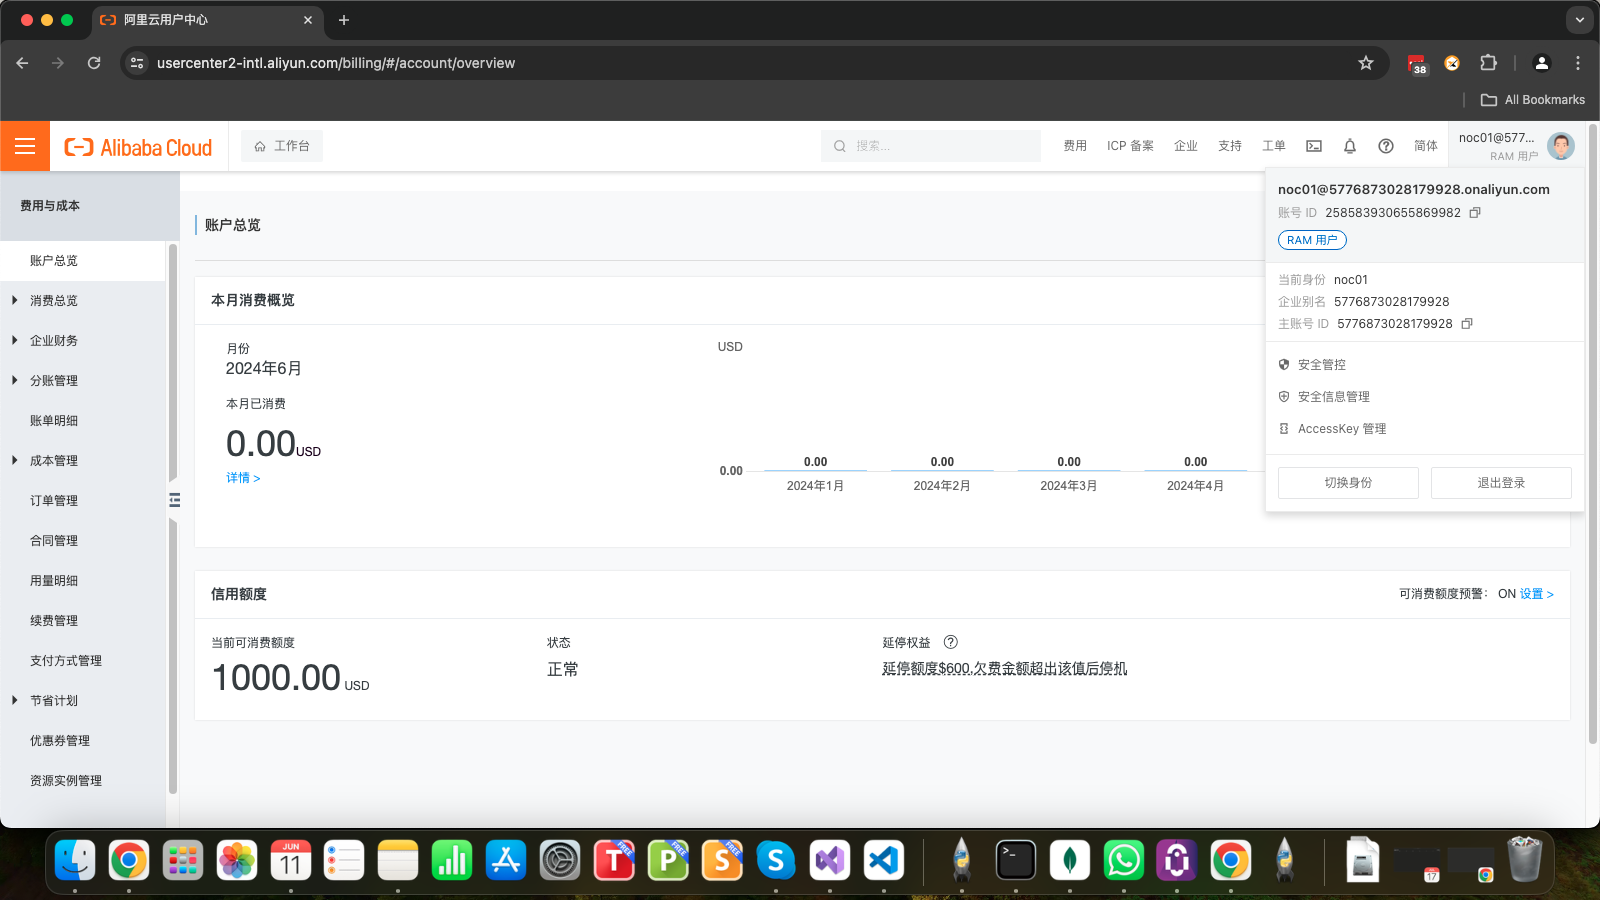 阿里云用户中心
usercenter2-intl.aliyun.com/billing/#/account/overview
38
All Bookmarks
Alibaba Cloud
工作台
搜索...
费用
ICP 备案
企业
支持
工单
简体
noc01@577...
RAM 用户
noc01@5776873028179928.onaliyun.com
账号 ID 258583930655869982
RAM 用户
当前身份 noc01
企业别名 5776873028179928
主账号 ID 5776873028179928
安全管控
安全信息管理
AccessKey 管理
切换身份
退出登录
费用与成本
账户总览
消费总览
企业财务
分账管理
账单明细
成本管理
订单管理
合同管理
用量明细
续费管理
支付方式管理
节省计划
优惠券管理
资源实例管理
账户总览
本月消费概览
月份
2024年6月
本月已消费
0.00USD
详情 >
USD
0.00
0.00
0.00
0.00
0.00
2024年1月
2024年2月
2024年3月
2024年4月
信用额度
可消费额度预警： ON 设置 >
当前可消费额度
1000.00 USD
状态
正常
延停权益
延停额度$600,欠费金额超出该值后停机
JUN
11
T
FREE
P
FREE
S
FREE
S
17